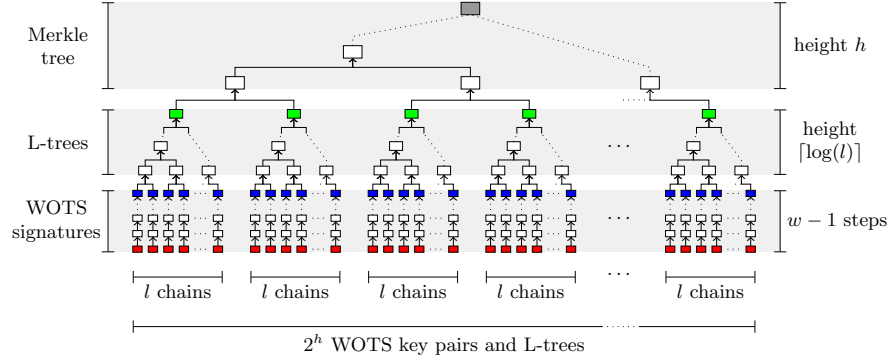 Merkle
tree
height h
L-trees
height
⌈log(l)⌉
. . .
WOTS
signatures
. . .
w − 1 steps
. . .
l chains
l chains
l chains
l chains
l chains
2^h WOTS key pairs and L-trees